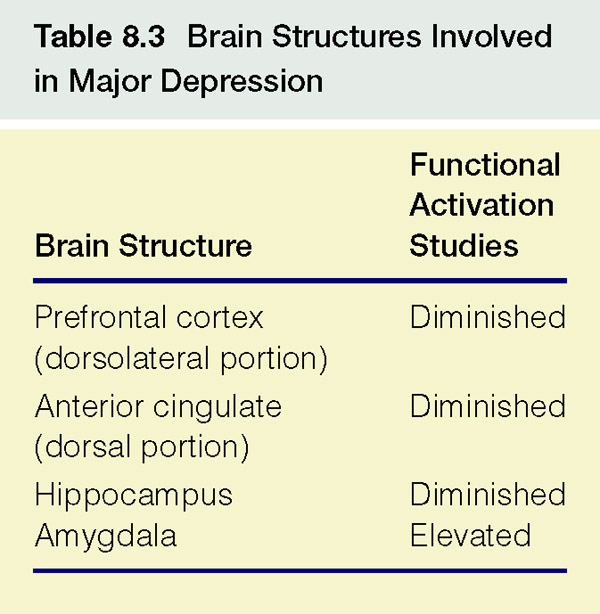 Table 8.3 Brain Structures Involved
in Major Depression
Functional
Activation
Brain Structure Studies
Prefrontal cortex Diminished
(dorsolateral portion)
Anterior cingulate Diminished
(dorsal portion)
Hippocampus Diminished
Amygdala Elevated